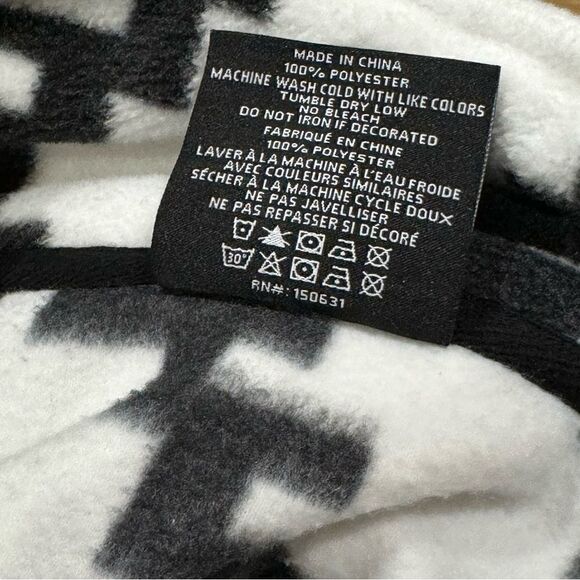 MADE IN CHINA
100% POLYESTER
MACHINE WASH COLD WITH LIKE COLORS
TUMBLE DRY LOW
NO BLEACH
DO NOT IRON IF DECORATED
FABRIQUÉ EN CHINE
100% POLYESTER
LAVER À LA MACHINE À L'EAU FROIDE
AVEC COULEURS SIMILAIRES
SÉCHER À LA MACHINE CYCLE DOUX
NE PAS JAVELLISER
NE PAS REPASSER SI DÉCORÉ
30°
RN#: 150631